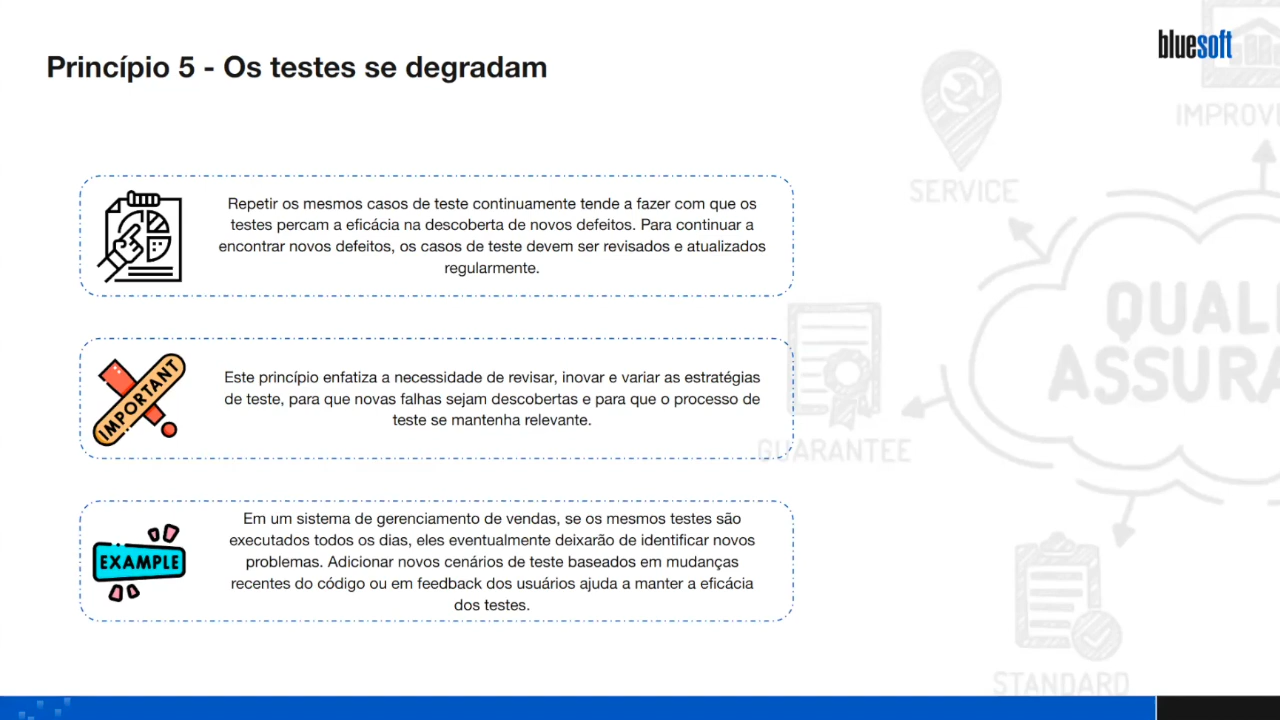 Princípio 5 - Os testes se degradam
bluesoft
IMPROVE
SERVICE
Repetir os mesmos casos de teste continuamente tende a fazer com que os
testes percam a eficácia na descoberta de novos defeitos. Para continuar a
encontrar novos defeitos, os casos de teste devem ser revisados e atualizados
regularmente.
QUALI
ASSURA
IMPORTANT
Este princípio enfatiza a necessidade de revisar, inovar e variar as estratégias
de teste, para que novas falhas sejam descobertas e para que o processo de
teste se mantenha relevante.
GUARANTEE
EXAMPLE
Em um sistema de gerenciamento de vendas, se os mesmos testes são
executados todos os dias, eles eventualmente deixarão de identificar novos
problemas. Adicionar novos cenários de teste baseados em mudanças
recentes do código ou em feedback dos usuários ajuda a manter a eficácia
dos testes.
STANDARD